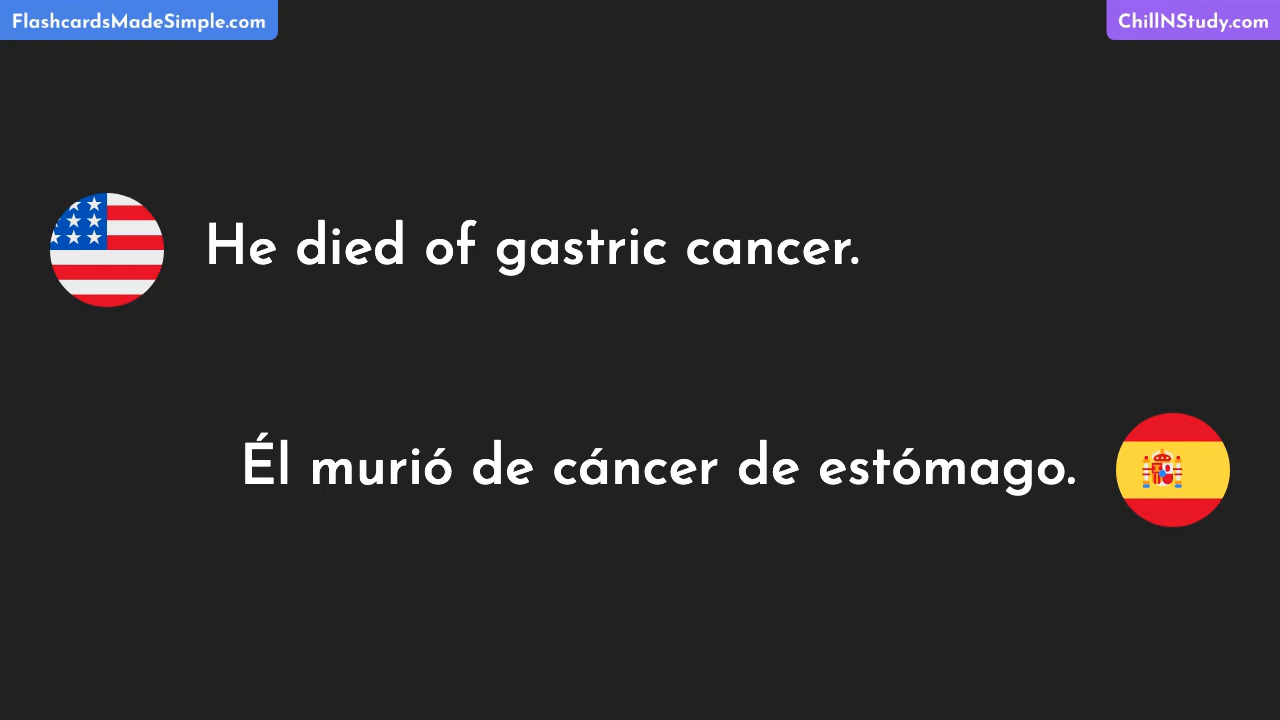 FlashcardsMadeSimple.com
ChillNStudy.com
He died of gastric cancer.
Él murió de cáncer de estómago.